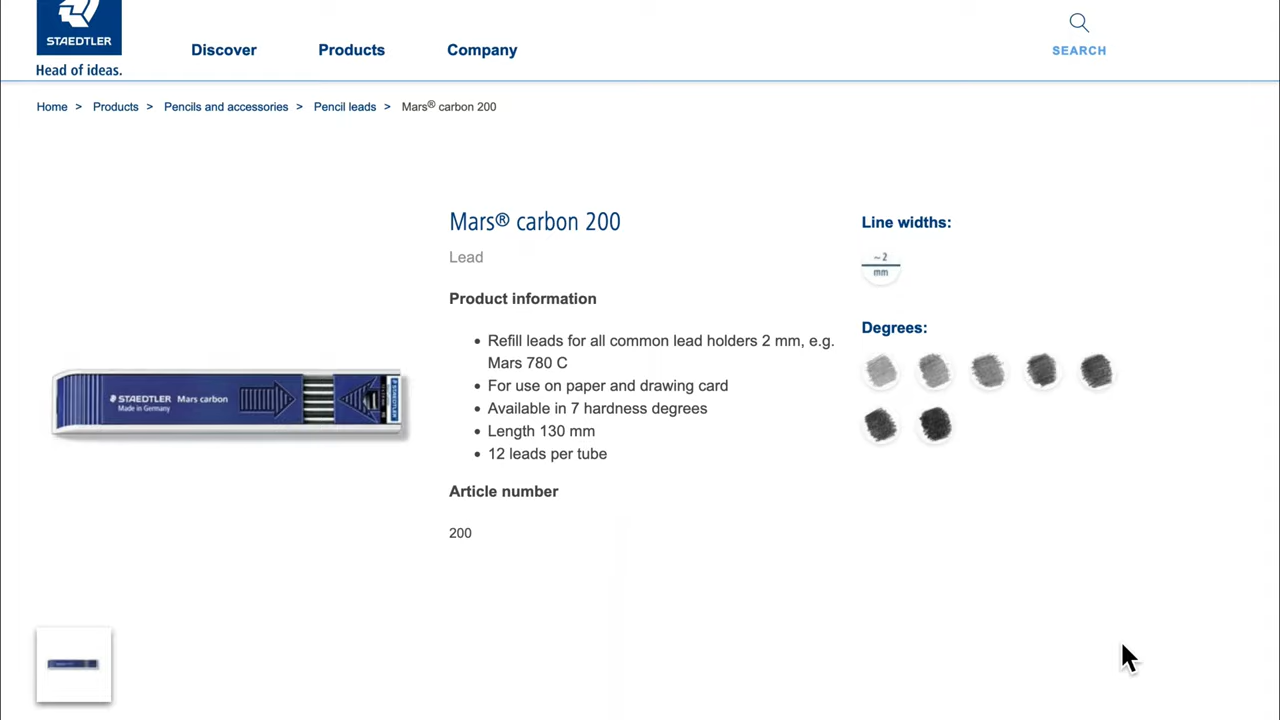 STAEDTLER
Head of ideas.
Discover
Products
Company
SEARCH
Home > Products > Pencils and accessories > Pencil leads > Mars® carbon 200
Mars® carbon 200
Lead
Product information
Refill leads for all common lead holders 2 mm, e.g.
Mars 780 C
For use on paper and drawing card
Available in 7 hardness degrees
Length 130 mm
12 leads per tube
Article number
200
Line widths:
~2
mm
Degrees:
STAEDTLER Mars carbon
Made in Germany